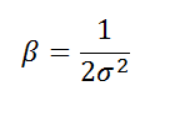 β = 1 / 2σ²